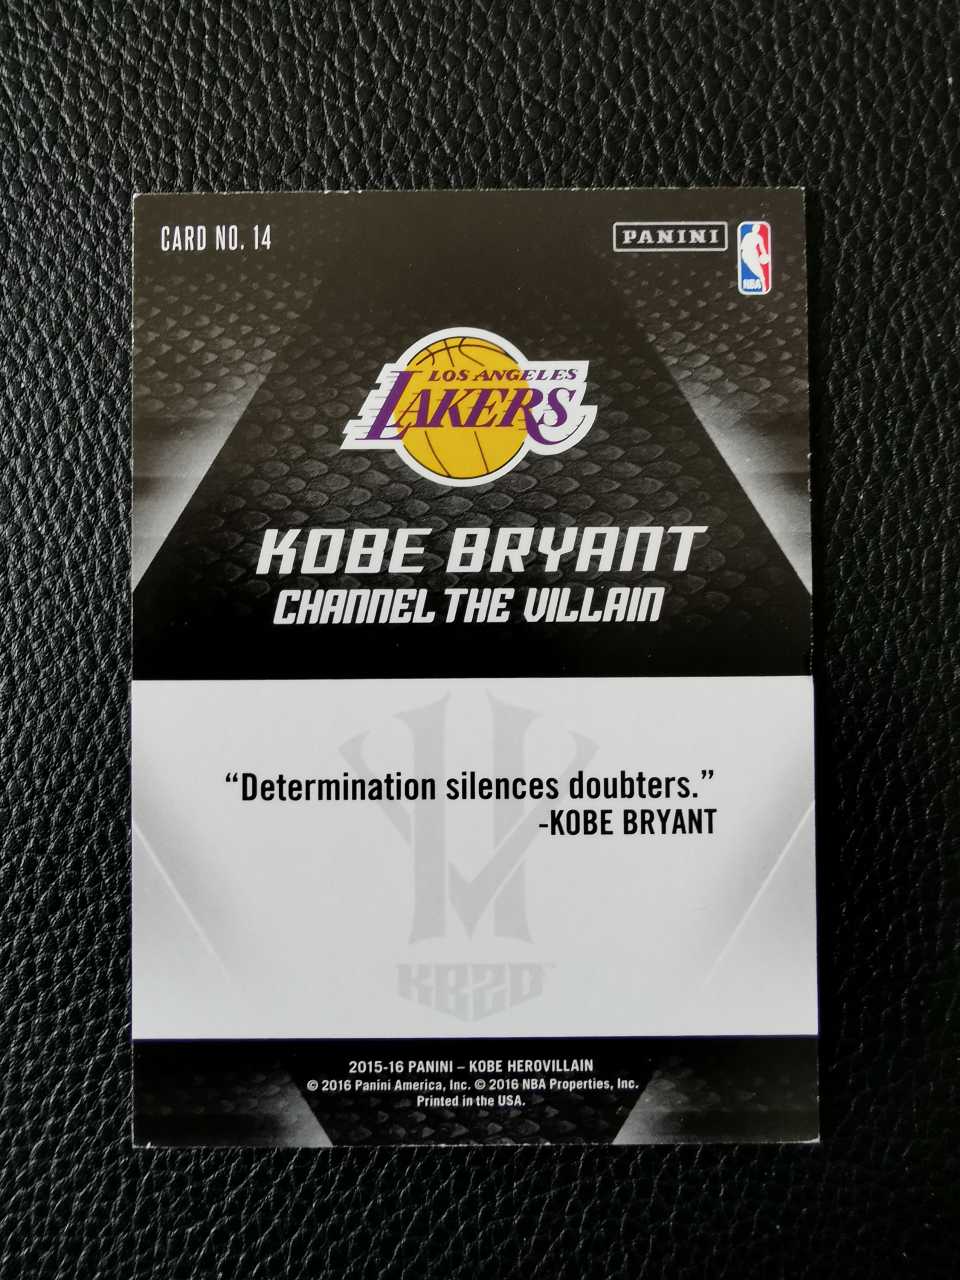 CARD NO. 14
PANINI
NBA
LOS ANGELES
LAKERS
KOBE BRYANT
CHANNEL THE VILLAIN
“Determination silences doubters.”
-KOBE BRYANT
KB20
2015-16 PANINI – KOBE HEROVILLAIN
© 2016 Panini America, Inc. © 2016 NBA Properties, Inc.
Printed in the USA.